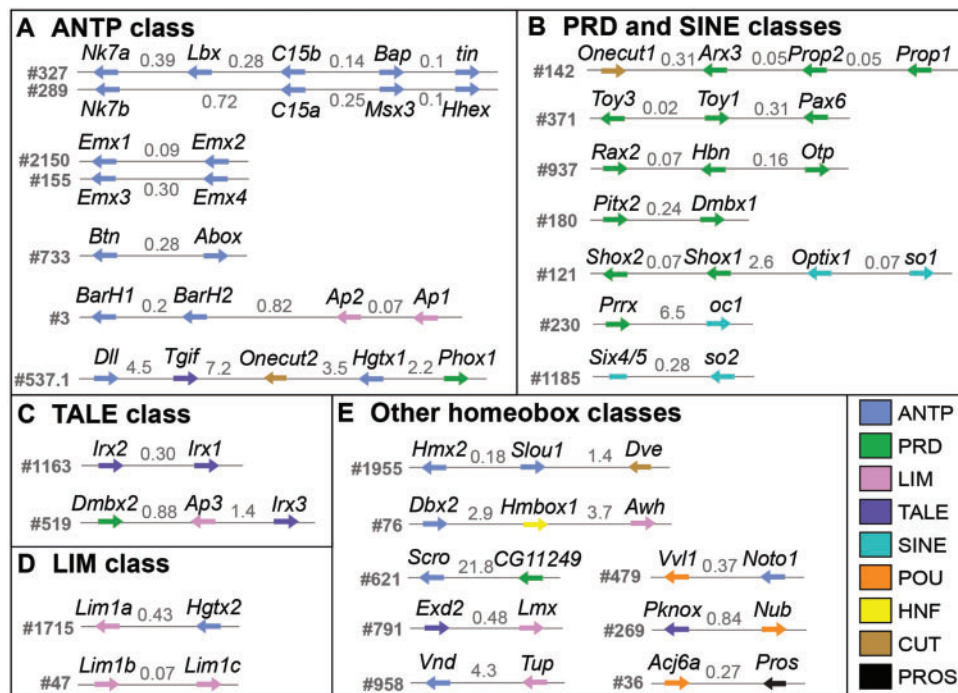 A ANTP class
Nk7a 0.39 Lbx 0.28 C15b 0.14 Bap 0.1 tin
#327
#289
Nk7b 0.72 C15a 0.25 Msx3 0.1 Hhex
Emx1 0.09 Emx2
#2150
#155
Emx3 0.30 Emx4
Btn 0.28 Abox
#733
BarH1 0.2 BarH2 0.82 Ap2 0.07 Ap1
#3
Dll 4.5 Tgif 7.2 Onecut2 3.5 Hgtx1 2.2 Phox1
#537.1
B PRD and SINE classes
Onecut1 0.31 Arx3 0.05 Prop2 0.05 Prop1
#142
Toy3 0.02 Toy1 0.31 Pax6
#371
Rax2 0.07 Hbn 0.16 Otp
#937
Pitx2 0.24 Dmbx1
#180
Shox2 0.07 Shox1 2.6 Optix1 0.07 so1
#121
Prrx 6.5 oc1
#230
Six4/5 0.28 so2
#1185
C TALE class
Irx2 0.30 Irx1
#1163
Dmbx2 0.88 Ap3 1.4 Irx3
#519
D LIM class
Lim1a 0.43 Hgtx2
#1715
Lim1b 0.07 Lim1c
#47
E Other homeobox classes
Hmx2 0.18 Slou1 1.4 Dve
#1955
Dbx2 2.9 Hmbox1 3.7 Awh
#76
Scro 21.8 CG11249
#621
Vvl1 0.37 Noto1
#479
Exd2 0.48 Lmx
#791
Pknox 0.84 Nub
#269
Vnd 4.3 Tup
#958
Acj6a 0.27 Pros
#36
ANTP
PRD
LIM
TALE
SINE
POU
HNF
CUT
PROS